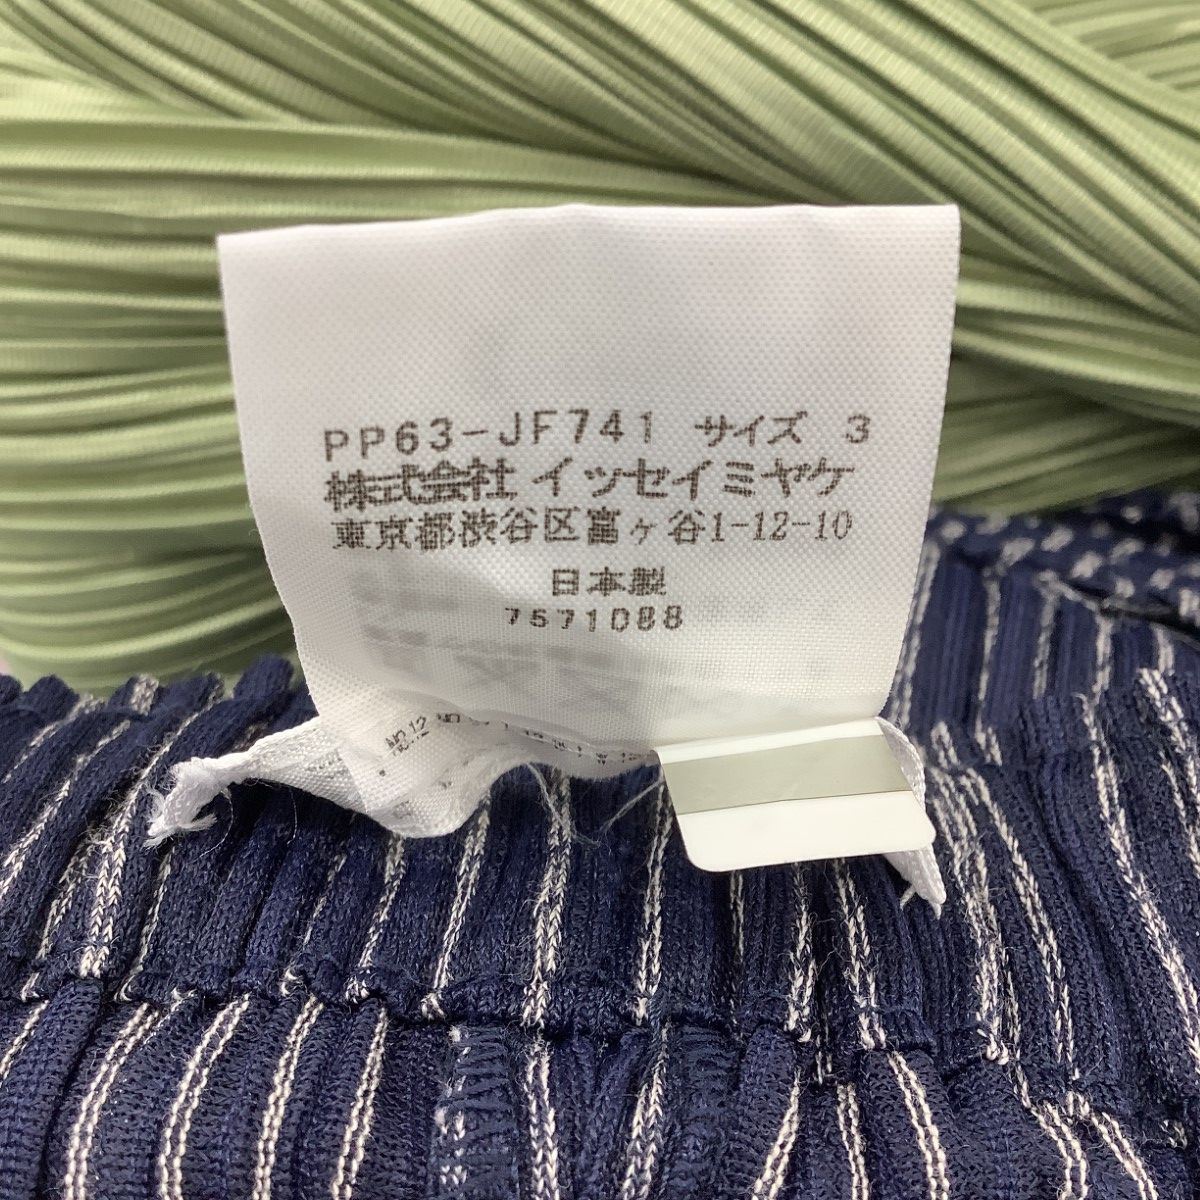 PP63-JF741 サイズ 3
株式会社 イッセイミヤケ
東京都渋谷区富ヶ谷1-12-10
日本製
7571088